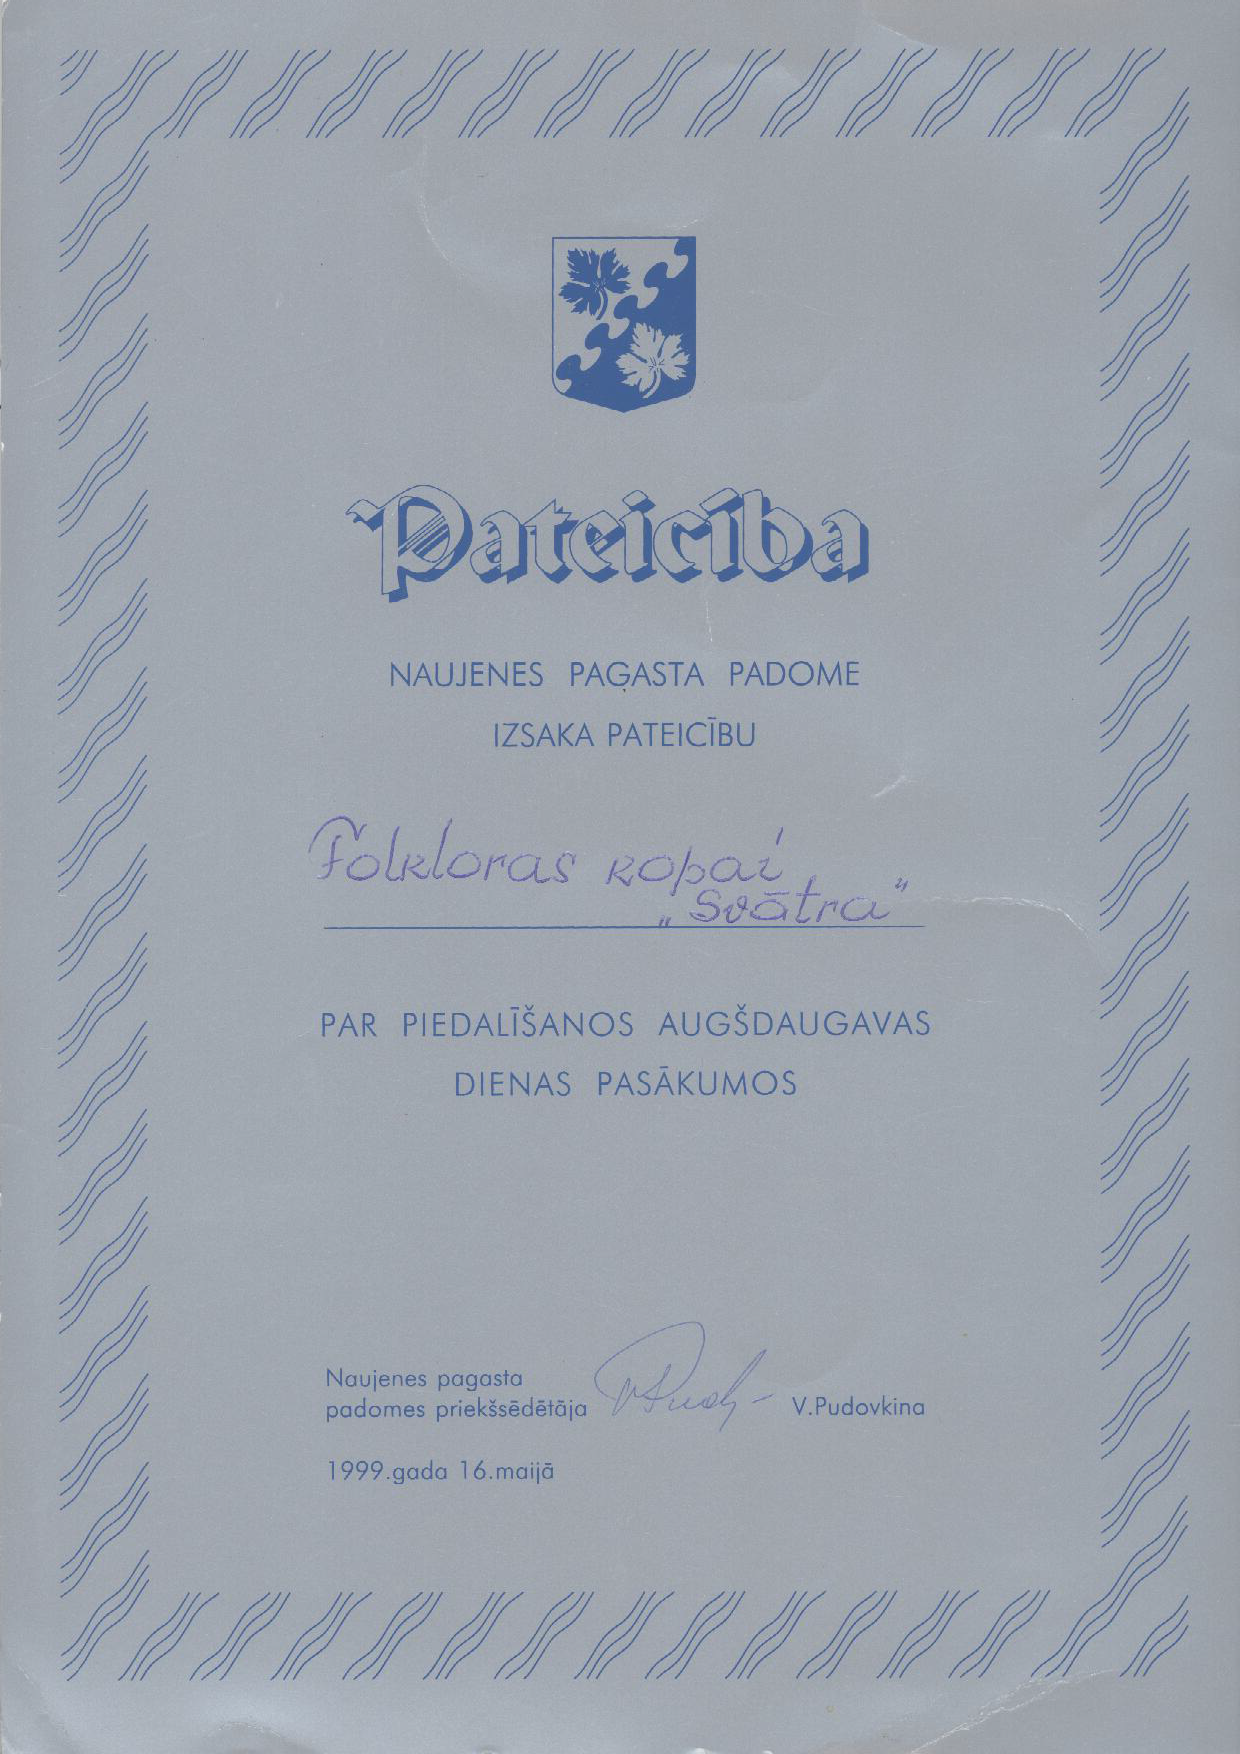 Pateicība
NAUJENES PAGASTA PADOME
IZSAKA PATEICĪBU
Folkloras kopai
„Svātra"
PAR PIEDALĪŠANOS AUGŠDAUGAVAS
DIENAS PASĀKUMOS
Naujenes pagasta
padomes priekšsēdētāja V.Pudovkina
1999.gada 16.maijā